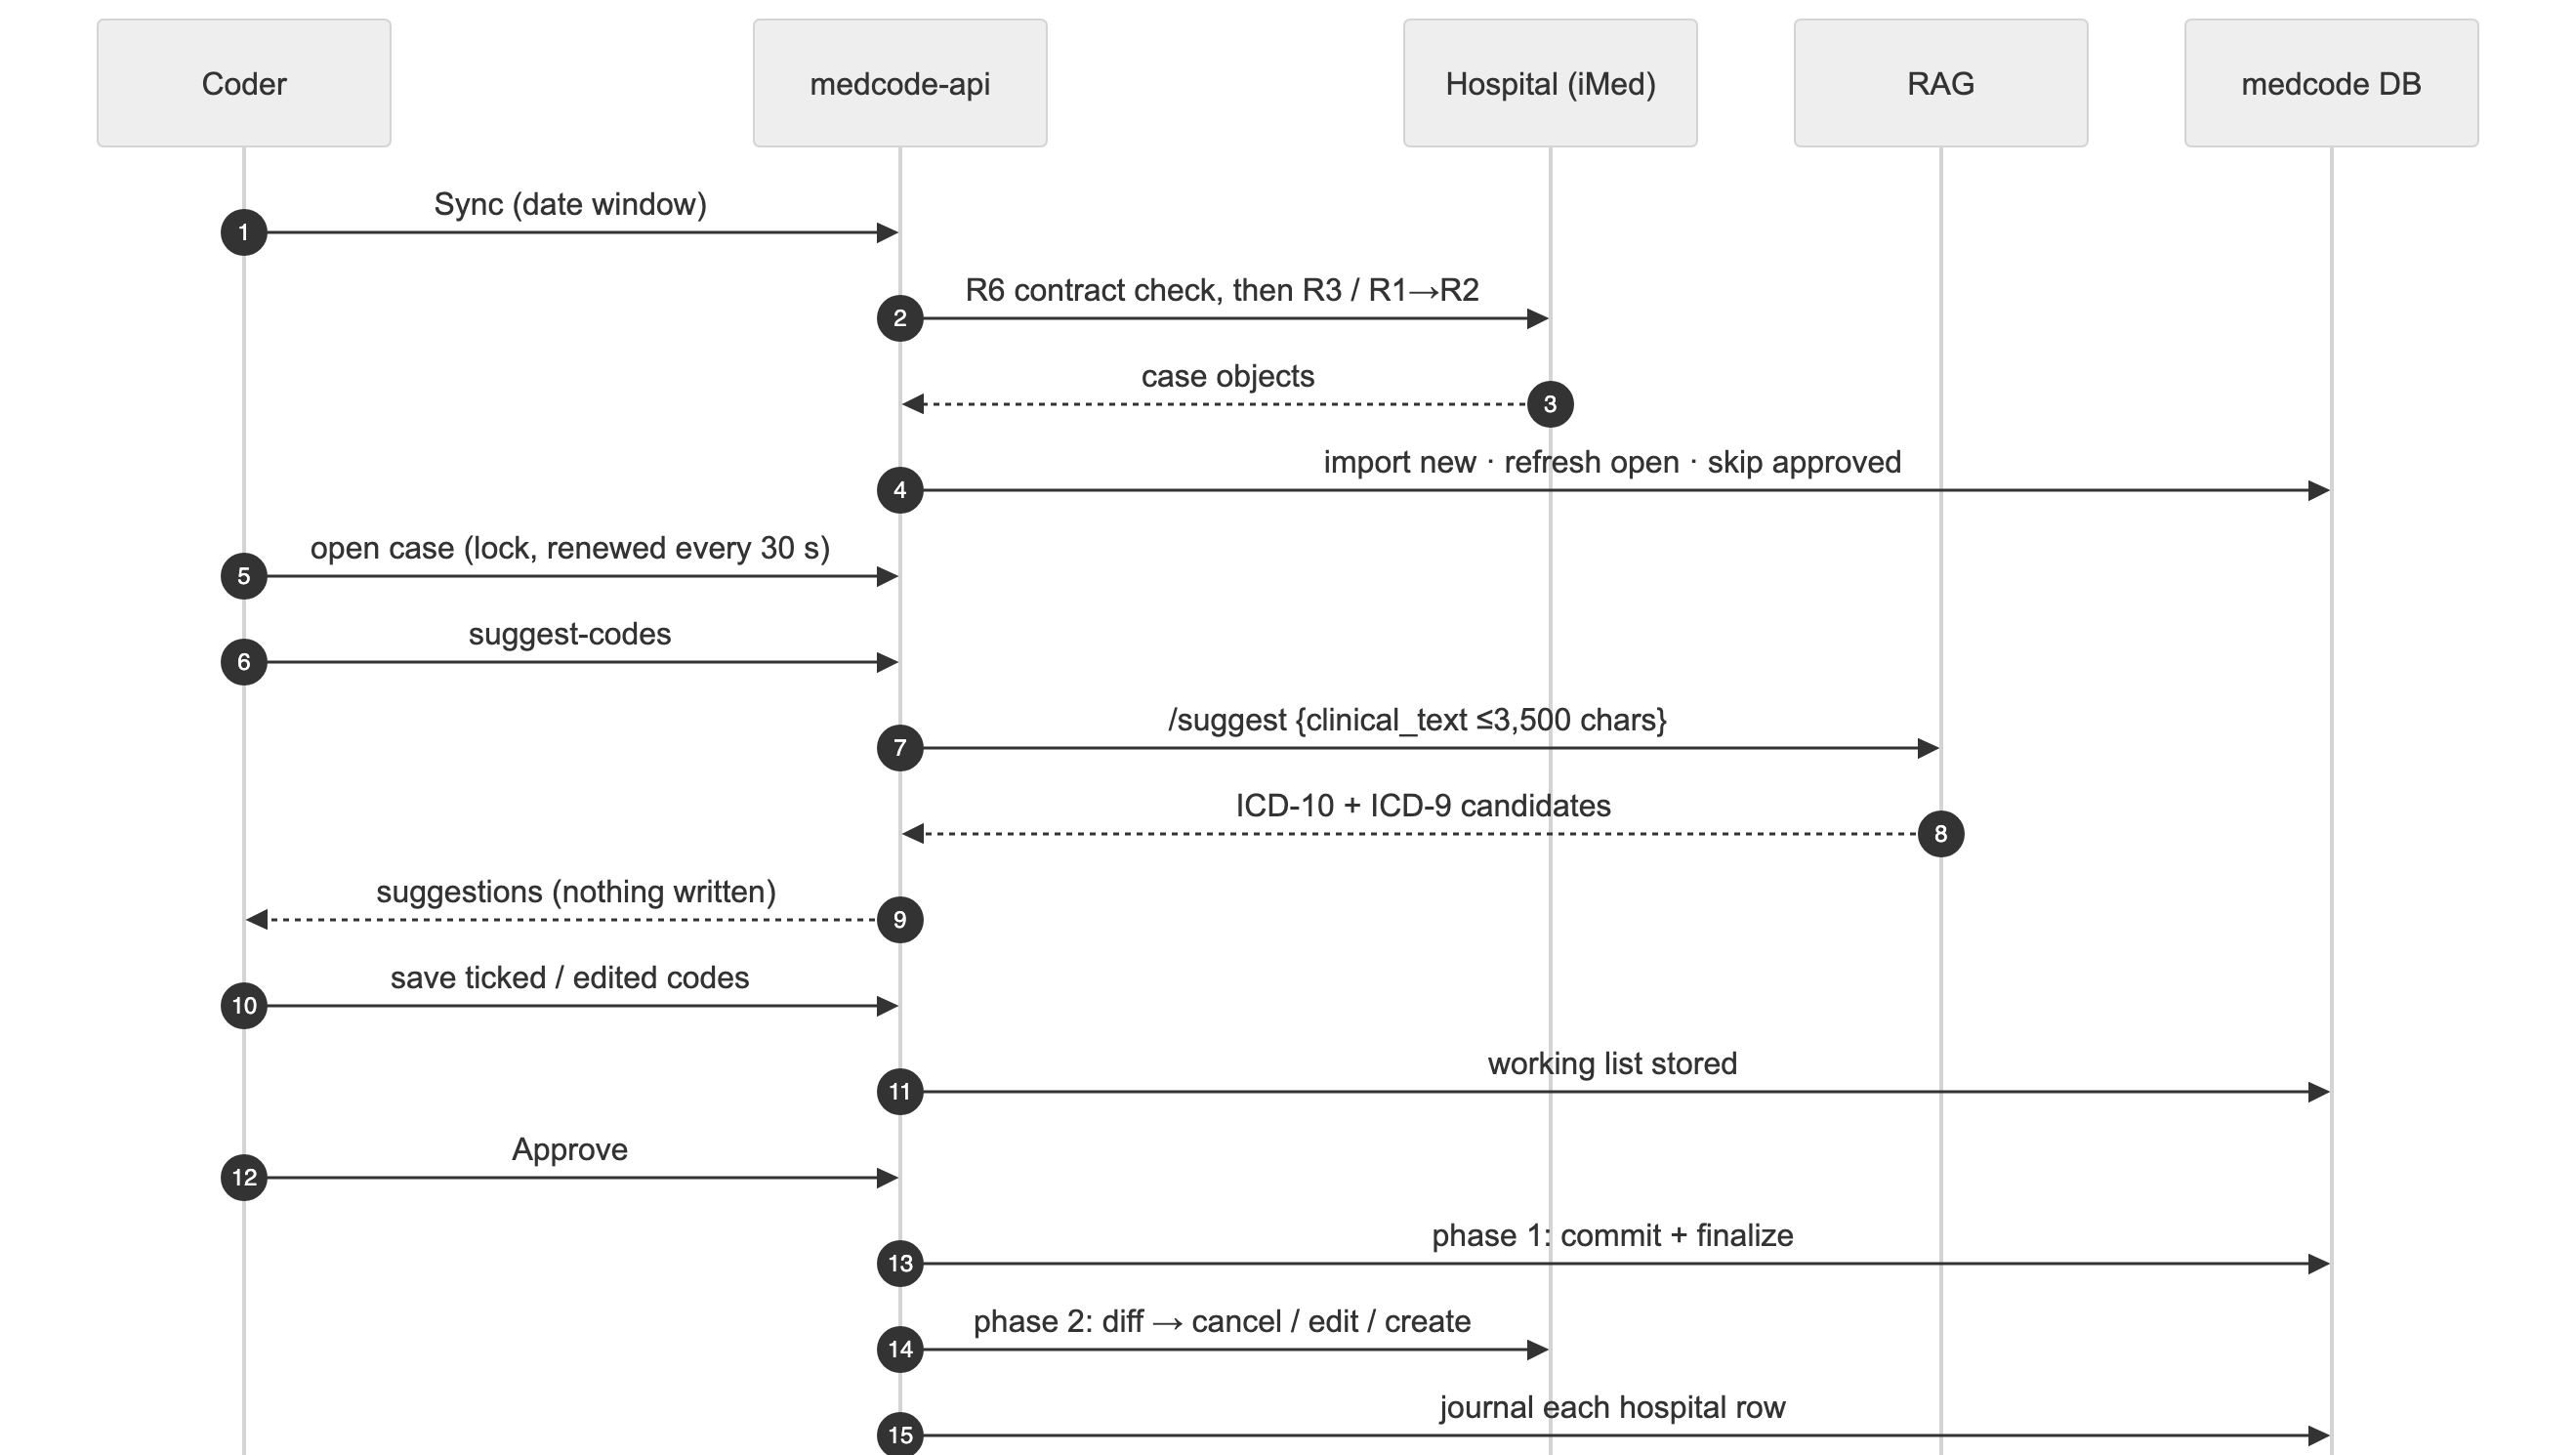 Coder
medcode-api
Hospital (iMed)
RAG
medcode DB
Sync (date window)
1
R6 contract check, then R3 / R1→R2
2
case objects
3
import new · refresh open · skip approved
4
open case (lock, renewed every 30 s)
5
suggest-codes
6
/suggest {clinical_text ≤3,500 chars}
7
ICD-10 + ICD-9 candidates
8
suggestions (nothing written)
9
save ticked / edited codes
10
working list stored
11
Approve
12
phase 1: commit + finalize
13
phase 2: diff → cancel / edit / create
14
journal each hospital row
15